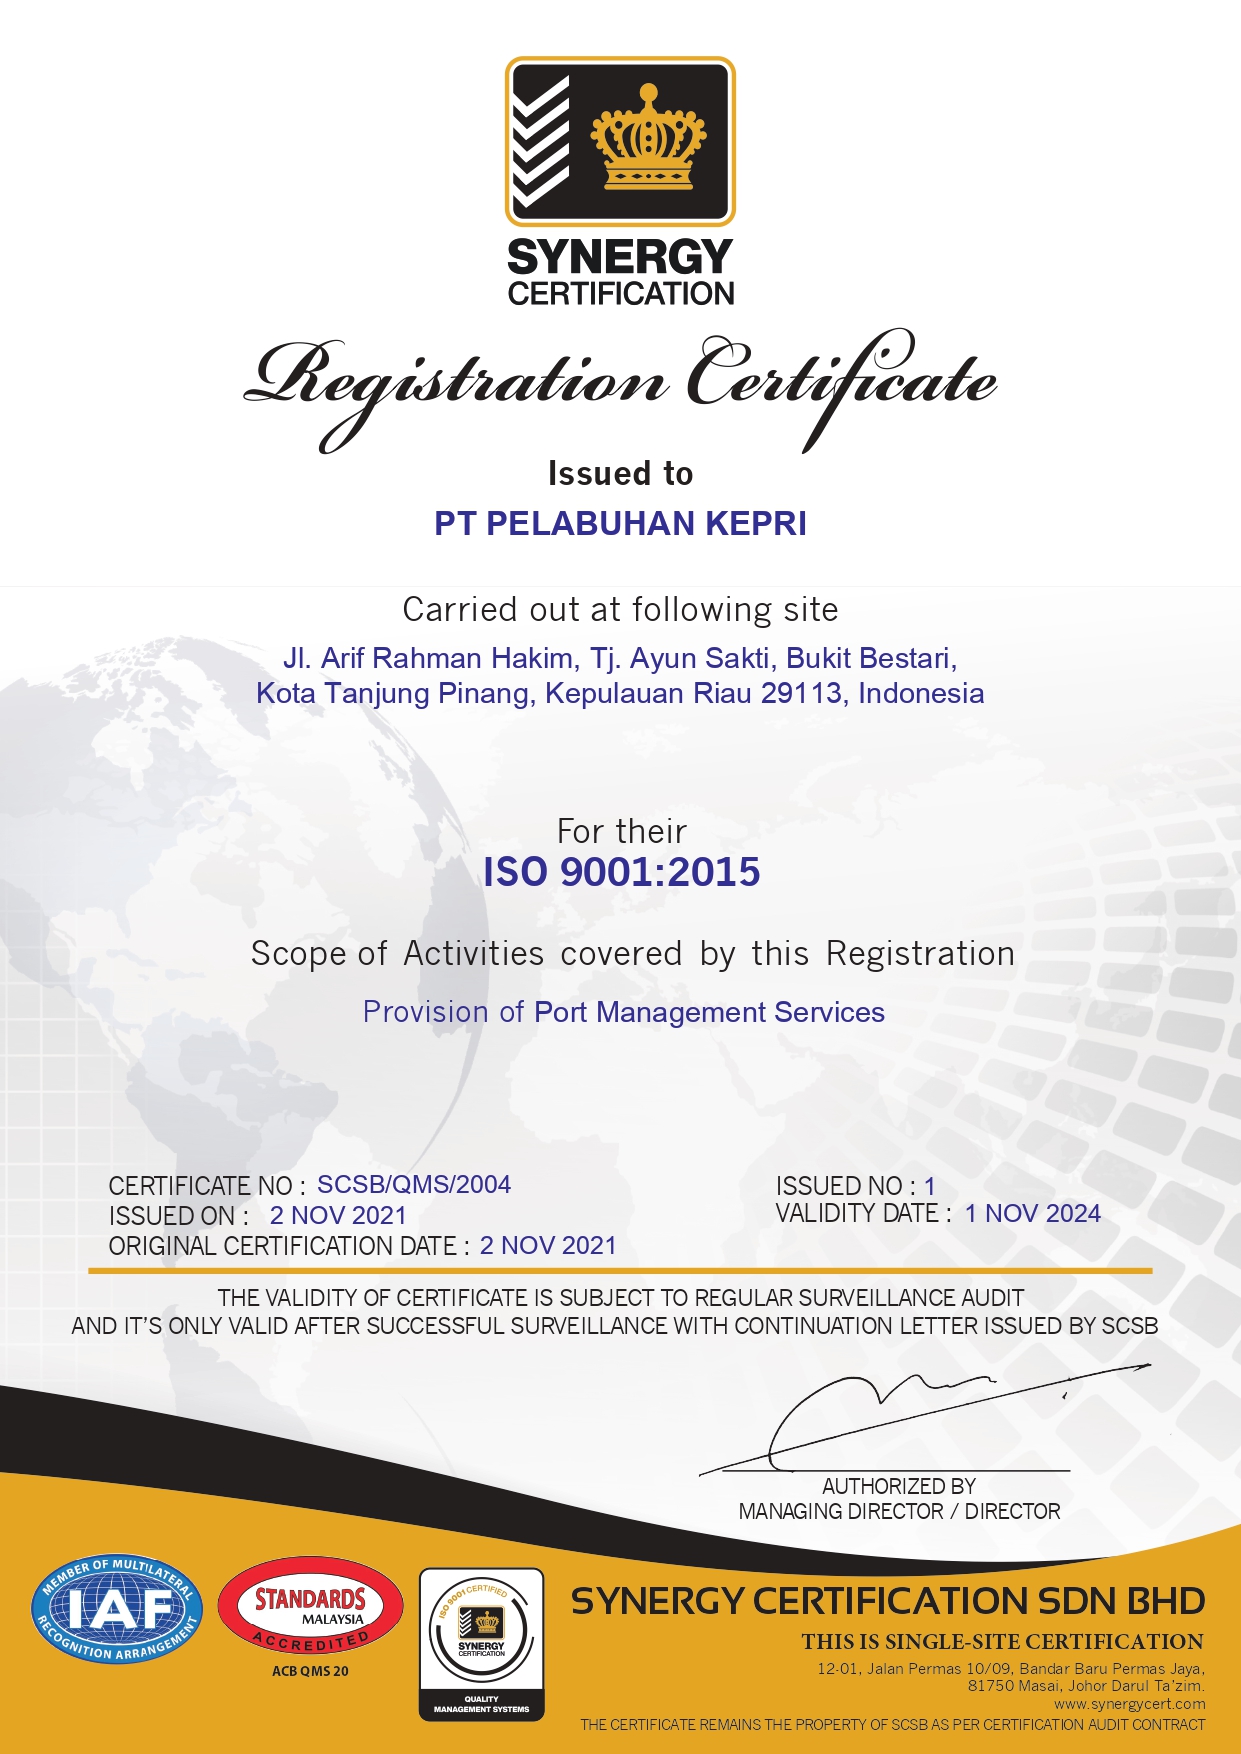 SYNERGY
CERTIFICATION
Registration Certificate
Issued to
PT PELABUHAN KEPRI
Carried out at following site
Jl. Arif Rahman Hakim, Tj. Ayun Sakti, Bukit Bestari,
Kota Tanjung Pinang, Kepulauan Riau 29113, Indonesia
For their
ISO 9001:2015
Scope of Activities covered by this Registration
Provision of Port Management Services
CERTIFICATE NO : SCSB/QMS/2004
ISSUED ON : 2 NOV 2021
ORIGINAL CERTIFICATION DATE : 2 NOV 2021
ISSUED NO : 1
VALIDITY DATE : 1 NOV 2024
THE VALIDITY OF CERTIFICATE IS SUBJECT TO REGULAR SURVEILLANCE AUDIT
AND IT'S ONLY VALID AFTER SUCCESSFUL SURVEILLANCE WITH CONTINUATION LETTER ISSUED BY SCSB
AUTHORIZED BY
MANAGING DIRECTOR / DIRECTOR
MEMBER OF MULTILATERAL
IAF
RECOGNITION ARRANGEMENT
STANDARDS
MALAYSIA
ACCREDITED
ACB QMS 20
ISO 9001 CERTIFIED
SYNERGY
CERTIFICATION
QUALITY
MANAGEMENT SYSTEMS
SYNERGY CERTIFICATION SDN BHD
THIS IS SINGLE-SITE CERTIFICATION
12-01, Jalan Permas 10/09, Bandar Baru Permas Jaya,
81750 Masai, Johor Darul Ta'zim.
www.synergycert.com
THE CERTIFICATE REMAINS THE PROPERTY OF SCSB AS PER CERTIFICATION AUDIT CONTRACT